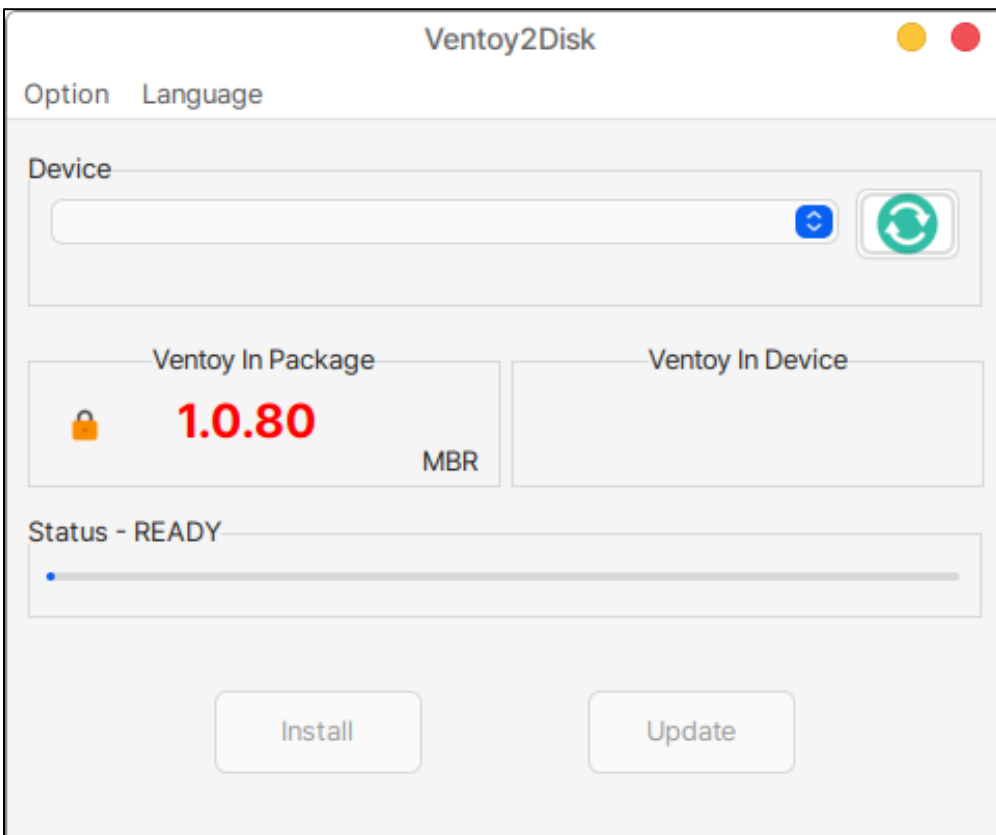 Ventoy2Disk
Option Language
Device
Ventoy In Package
1.0.80
MBR
Ventoy In Device
Status - READY
Install
Update